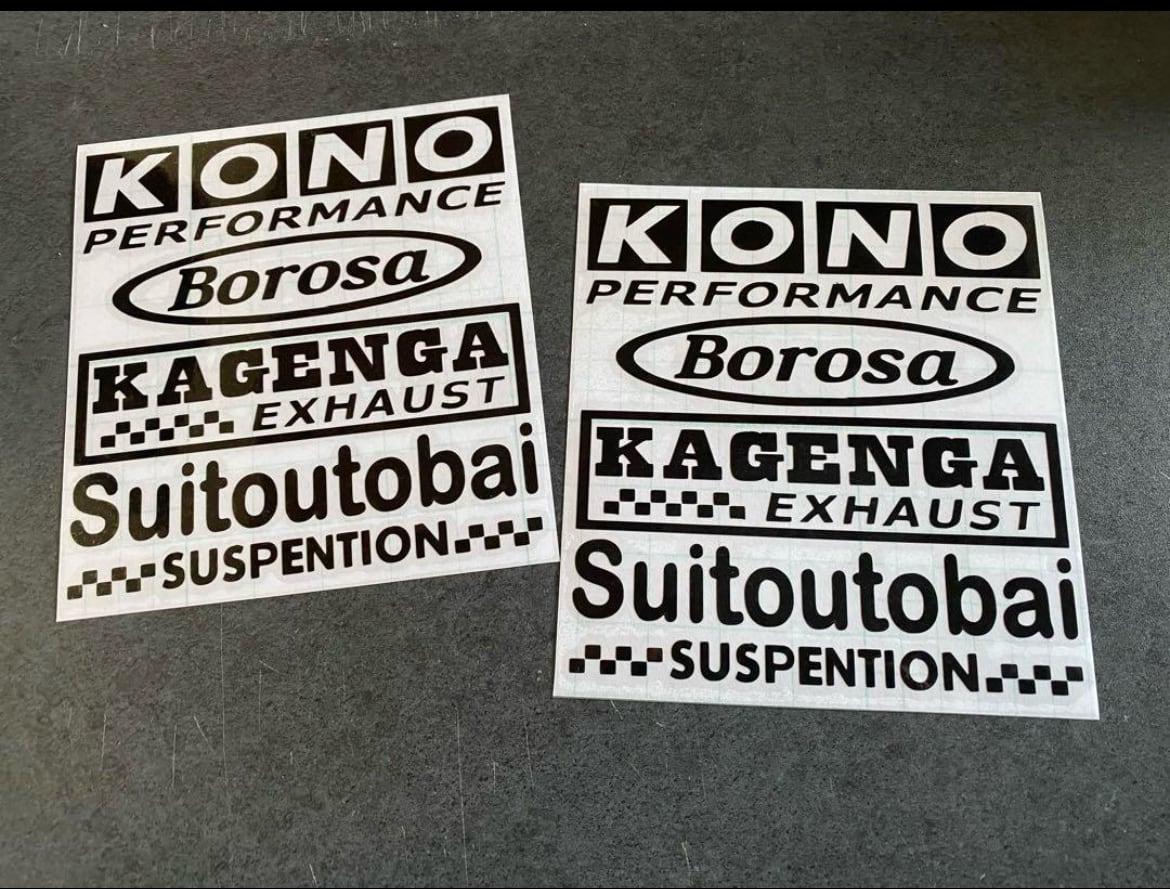 KONO
PERFORMANCE
Borosa
KAGENGA
EXHAUST
Suitoutobai
SUSPENTION
KONO
PERFORMANCE
Borosa
KAGENGA
EXHAUST
Suitoutobai
SUSPENTION